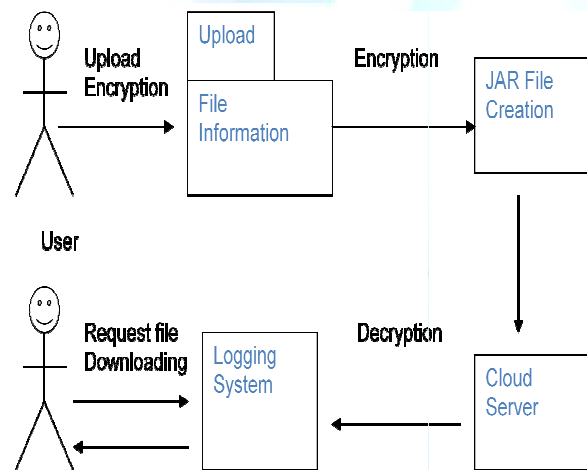 Upload
Encryption
Upload
File
Information
Encryption
JAR File
Creation
User
Request file
Downloading
Logging
System
Decryption
Cloud
Server